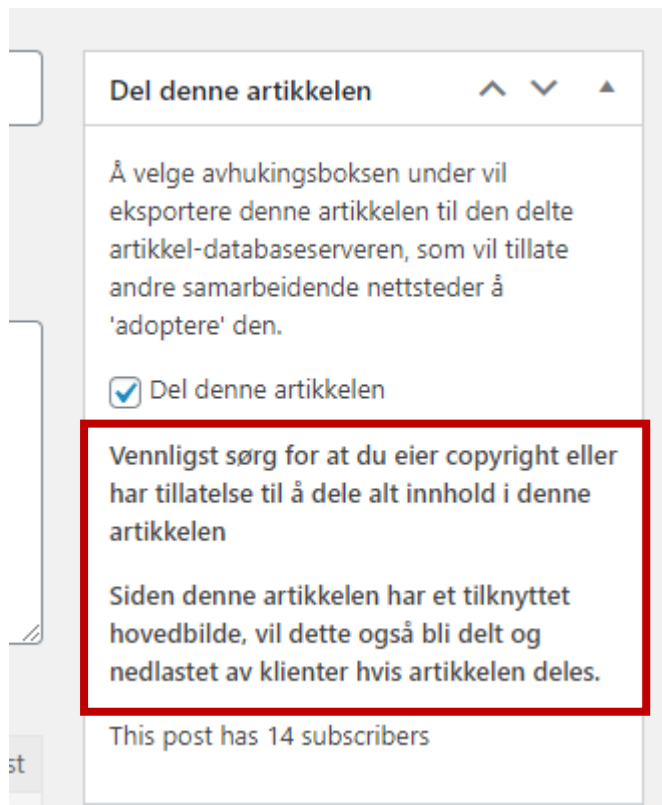 Del denne artikkelen
Å velge avhukingsboksen under vil
eksportere denne artikkelen til den delte
artikkel-databaseserveren, som vil tillate
andre samarbeidende nettsteder å
'adoptere' den.
Del denne artikkelen
Vennligst sørg for at du eier copyright eller
har tillatelse til å dele alt innhold i denne
artikkelen
Siden denne artikkelen har et tilknyttet
hovedbilde, vil dette også bli delt og
nedlastet av klienter hvis artikkelen deles.
This post has 14 subscribers
st